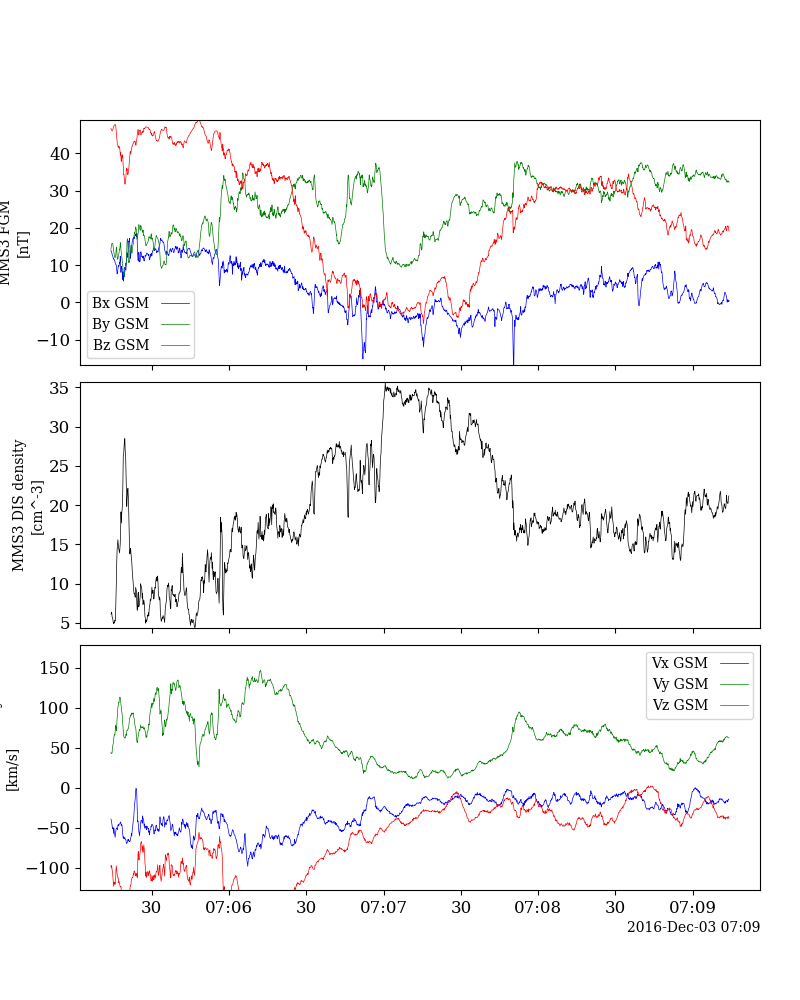 40
30
20
10
0
−10
MMS3 FGM
[nT]
Bx GSM
By GSM
Bz GSM
35
30
25
20
15
10
5
MMS3 DIS density
[cm^-3]
150
100
50
0
−50
−100
[km/s]
Vx GSM
Vy GSM
Vz GSM
30 07:06 30 07:07 30 07:08 30 07:09
2016-Dec-03 07:09